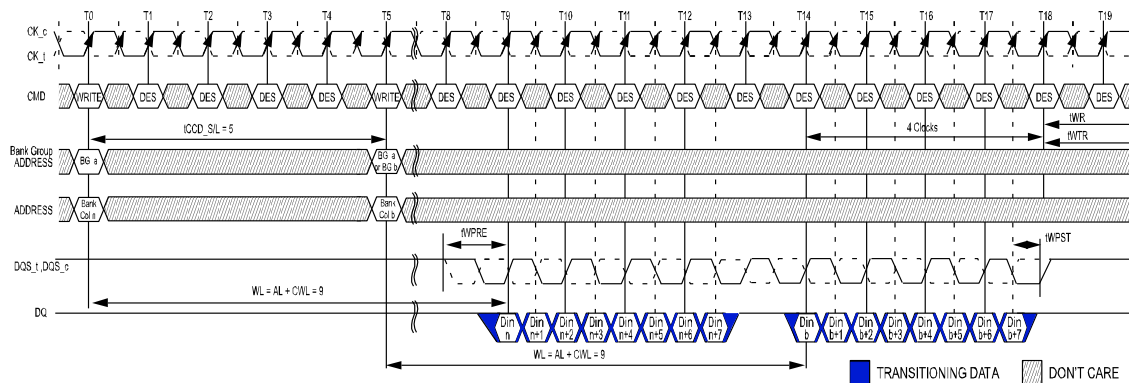 T0 T1 T2 T3 T4 T5 T8 T9 T10 T11 T12 T13 T14 T15 T16 T17 T18 T19
CK_c
CK_t
CMD WRITE DES DES DES DES WRITE DES DES DES DES DES DES DES DES DES DES DES DES
tCCD_S/L = 5 4 Clocks tWR
tWTR
Bank Group
ADDRESS
BG a
BG a
or BG b
ADDRESS
Bank
Col n
Bank
Col b
tWPRE tWPST
DQS_t ,DQS_c
WL = AL + CWL = 9
DQ
Din
n
Din
n+1
Din
n+2
Din
n+3
Din
n+4
Din
n+5
Din
n+6
Din
n+7
Din
b
Din
b+1
Din
b+2
Din
b+3
Din
b+4
Din
b+5
Din
b+6
Din
b+7
WL = AL + CWL = 9
TRANSITIONING DATA DON'T CARE